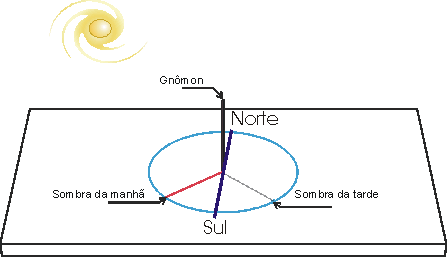 Gnômon
Norte
Sombra da manhã
Sombra da tarde
Sul